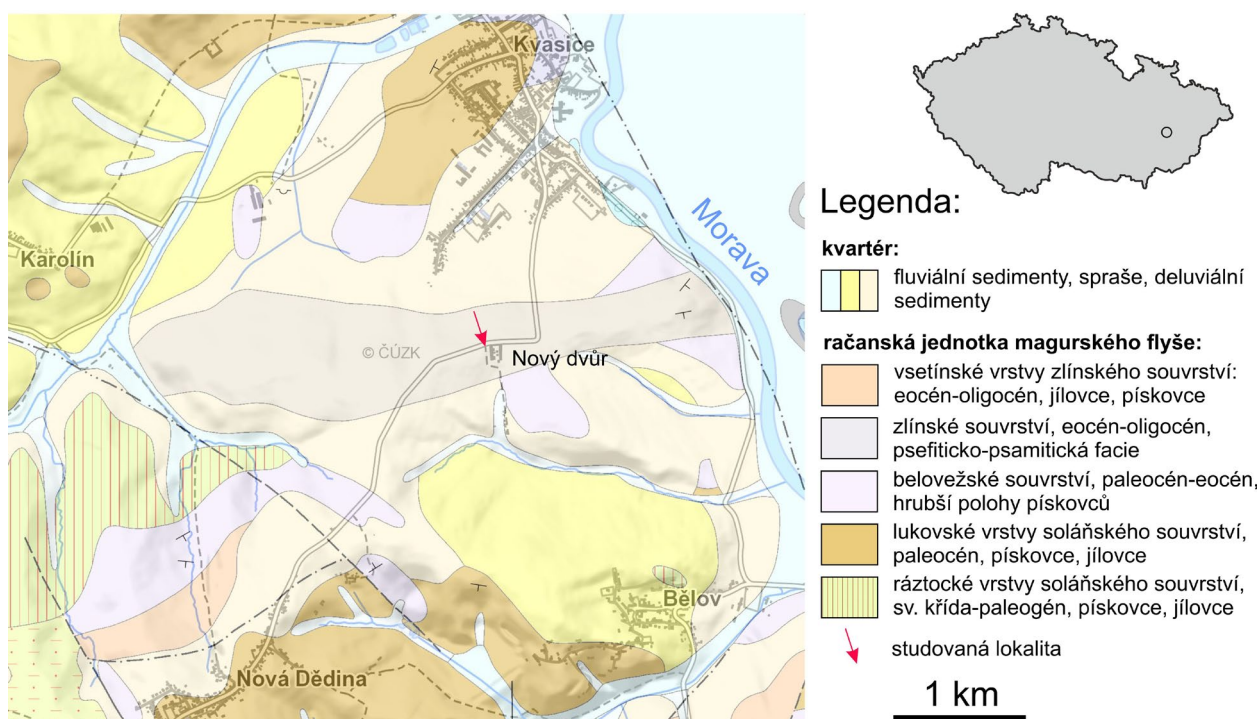 Kvasice
Karolín
Morava
© ČÚZK
Nový dvůr
Bělov
Nová Dědina
Legenda:
kvartér:
fluviální sedimenty, spraše, deluviální
sedimenty
račanská jednotka magurského flyše:
vsetínské vrstvy zlínského souvrství:
eocén-oligocén, jílovce, pískovce
zlínské souvrství, eocén-oligocén,
psefiticko-psamitická facie
belovežské souvrství, paleocén-eocén,
hrubší polohy pískovců
lukovské vrstvy soláňského souvrství,
paleocén, pískovce, jílovce
ráztocké vrstvy soláňského souvrství,
sv. křída-paleogén, pískovce, jílovce
studovaná lokalita
1 km